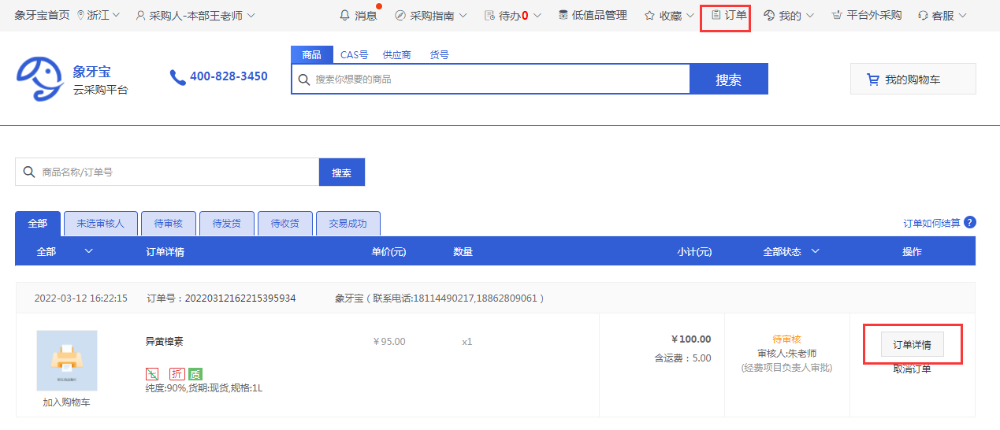 象牙宝首页 浙江 采购人-本部王老师 消息 采购指南 待办0 低值品管理 收藏 订单 我的 平台外采购 客服
商品 CAS号 供应商 货号
象牙宝
云采购平台
400-828-3450
搜索你想要的商品 搜索
我的购物车
商品名称/订单号 搜索
全部 未选审核人 待审核 待发货 待收货 交易成功 订单如何结算 ?
全部 订单详情 单价(元) 数量 小计(元) 全部状态 操作
2022-03-12 16:22:15 订单号：20220312162215395934 象牙宝 ( 联系电话:18114490217,18862809061 )
异黄樟素 ￥95.00 x1 ￥100.00 待审核 订单详情
含运费：5.00 审核人:朱老师
(经费项目负责人审批) 取消订单
折 质
纯度:90%,货期:现货,规格:1L
加入购物车